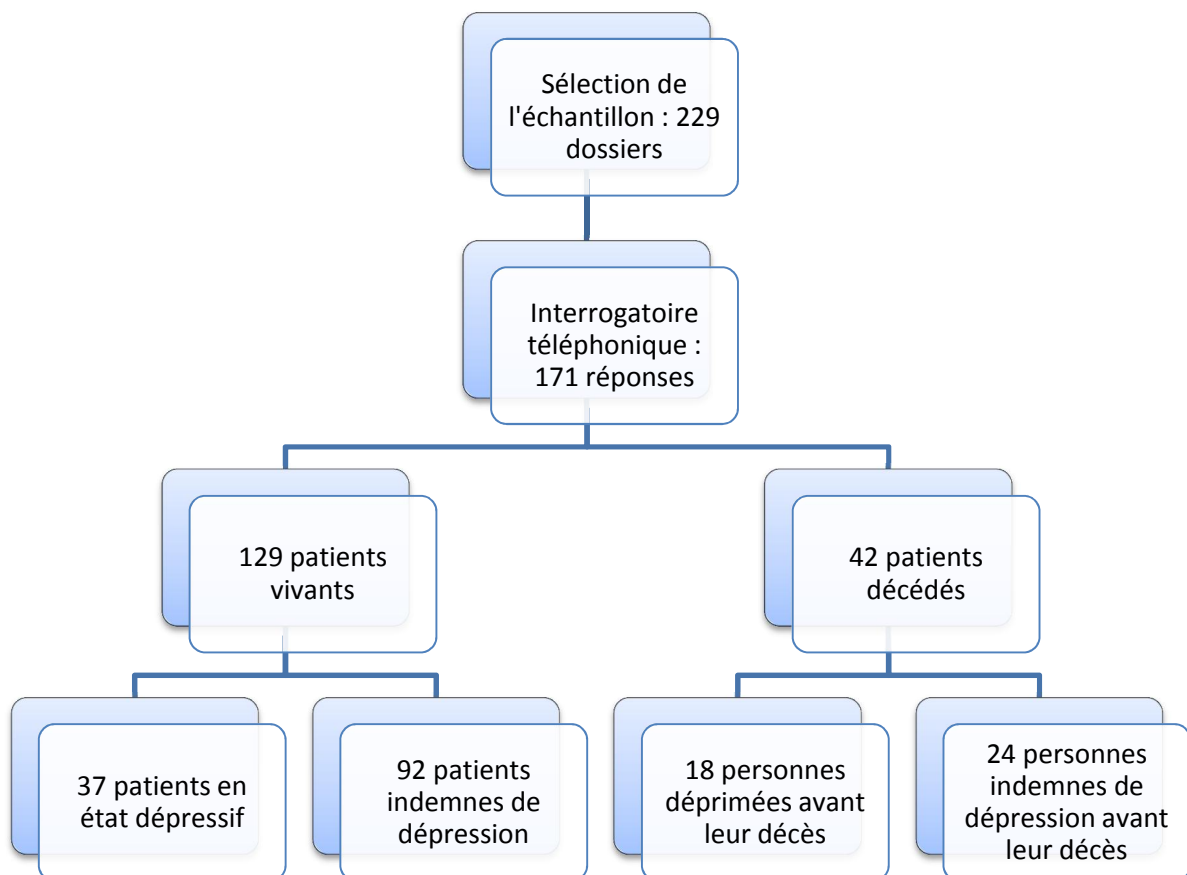 Sélection de
l'échantillon : 229
dossiers
Interrogatoire
téléphonique :
171 réponses
129 patients
vivants
42 patients
décédés
37 patients en
état dépressif
92 patients
indemnes de
dépression
18 personnes
déprimées avant
leur décès
24 personnes
indemnes de
dépression avant
leur décès